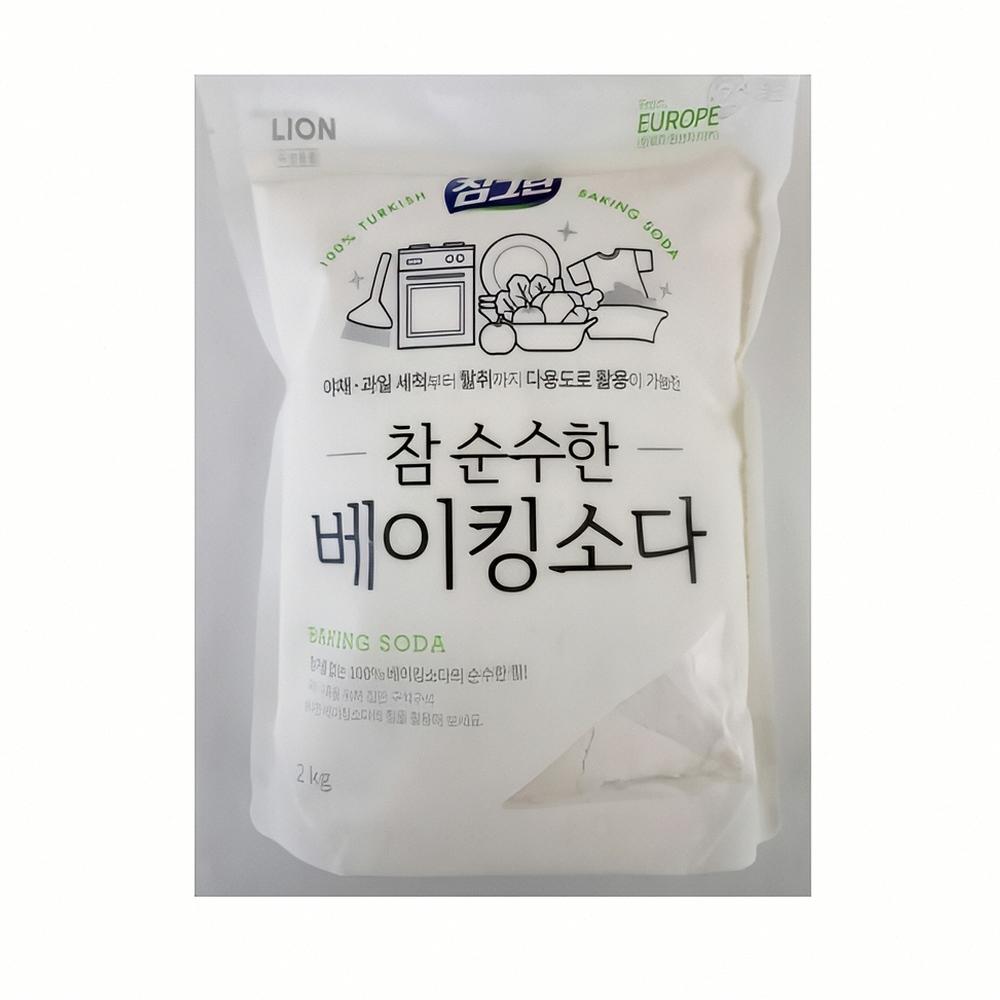 LION
EUROPE
참그린
100% TURKISH BAKING SODA
야채·과일 세척부터 탈취까지 다용도로 활용이 가능한
참 순수한
베이킹소다
BAKING SODA
100% 베이킹소다의 순수한 힘!
2kg